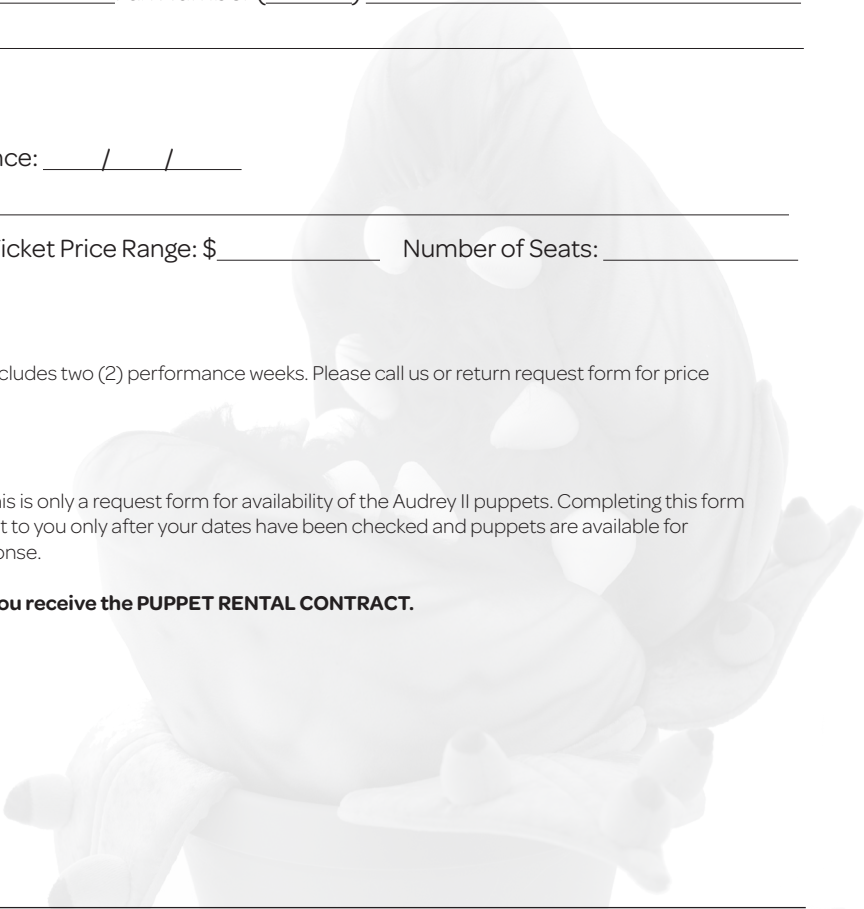 nce: ____/____/____
icket Price Range: $____________ Number of Seats: ______________
cludes two (2) performance weeks. Please call us or return request form for price
is is only a request form for availability of the Audrey II puppets. Completing this form
t to you only after your dates have been checked and puppets are available for
onse.
ou receive the PUPPET RENTAL CONTRACT.